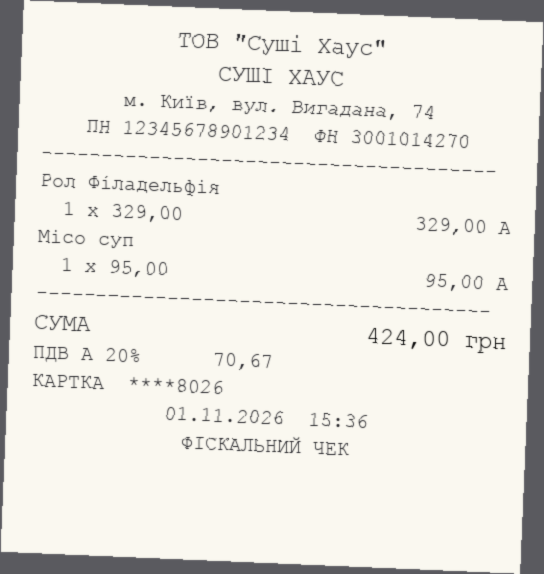 ТОВ "Суші Хаус"
СУШІ ХАУС
м. Київ, вул. Вигадана, 74
ПН 12345678901234 ФН 3001014270
--------------------------------------
Рол Філадельфія
1 x 329,00 329,00 А
Місо суп
1 x 95,00 95,00 А
--------------------------------------
СУМА 424,00 грн
ПДВ А 20% 70,67
КАРТКА ****8026
01.11.2026 15:36
ФІСКАЛЬНИЙ ЧЕК